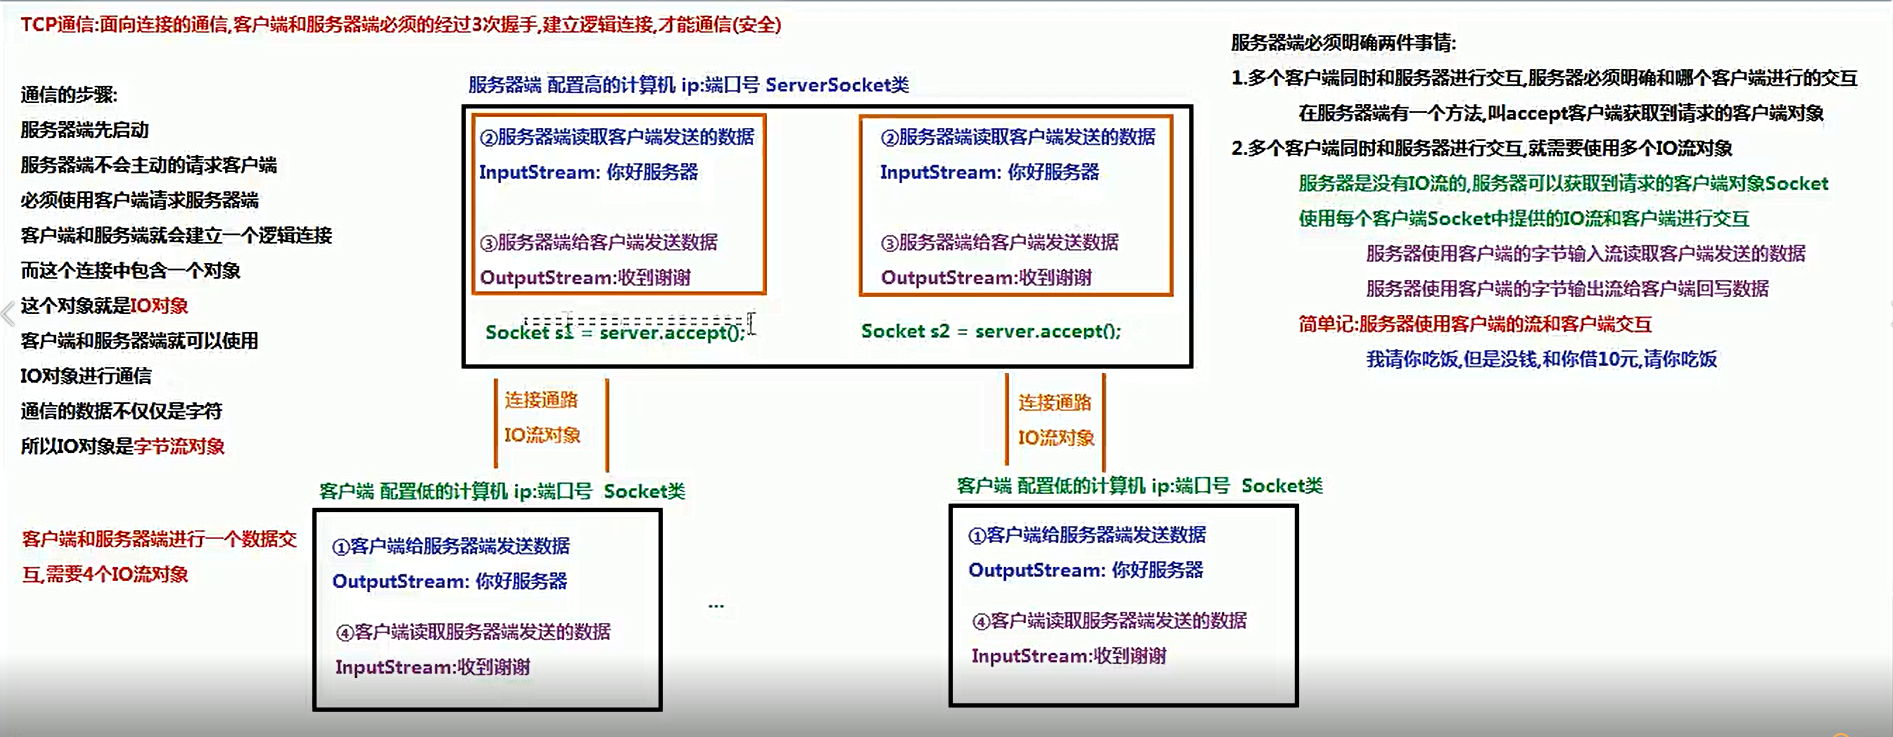 TCP通信:面向连接的通信,客户端和服务器端必须的经过3次握手,建立逻辑连接,才能通信(安全)
通信的步骤:
服务器端先启动
服务器端不会主动的请求客户端
必须使用客户端请求服务器端
客户端和服务端就会建立一个逻辑连接
而这个连接中包含一个对象
这个对象就是IO对象
客户端和服务器端就可以使用
IO对象进行通信
通信的数据不仅仅是字符
所以IO对象是字节流对象
客户端和服务器端进行一个数据交
互,需要4个IO流对象
服务器端 配置高的计算机 ip:端口号 ServerSocket类
②服务器端读取客户端发送的数据
InputStream: 你好服务器
③服务器端给客户端发送数据
OutputStream:收到谢谢
Socket s1 = server.accept();
②服务器端读取客户端发送的数据
InputStream: 你好服务器
③服务器端给客户端发送数据
OutputStream:收到谢谢
Socket s2 = server.accept();
连接通路
IO流对象
连接通路
IO流对象
客户端 配置低的计算机 ip:端口号 Socket类
①客户端给服务器端发送数据
OutputStream: 你好服务器
④客户端读取服务器端发送的数据
InputStream:收到谢谢
...
客户端 配置低的计算机 ip:端口号 Socket类
①客户端给服务器端发送数据
OutputStream: 你好服务器
④客户端读取服务器端发送的数据
InputStream:收到谢谢
服务器端必须明确两件事情:
1.多个客户端同时和服务器进行交互,服务器必须明确和哪个客户端进行的交互
在服务器端有一个方法,叫accept客户端获取到请求的客户端对象
2.多个客户端同时和服务器进行交互,就需要使用多个IO流对象
服务器是没有IO流的,服务器可以获取到请求的客户端对象Socket
使用每个客户端Socket中提供的IO流和客户端进行交互
服务器使用客户端的字节输入流读取客户端发送的数据
服务器使用客户端的字节输出流给客户端回写数据
简单记:服务器使用客户端的流和客户端交互
我请你吃饭,但是没钱,和你借10元,请你吃饭